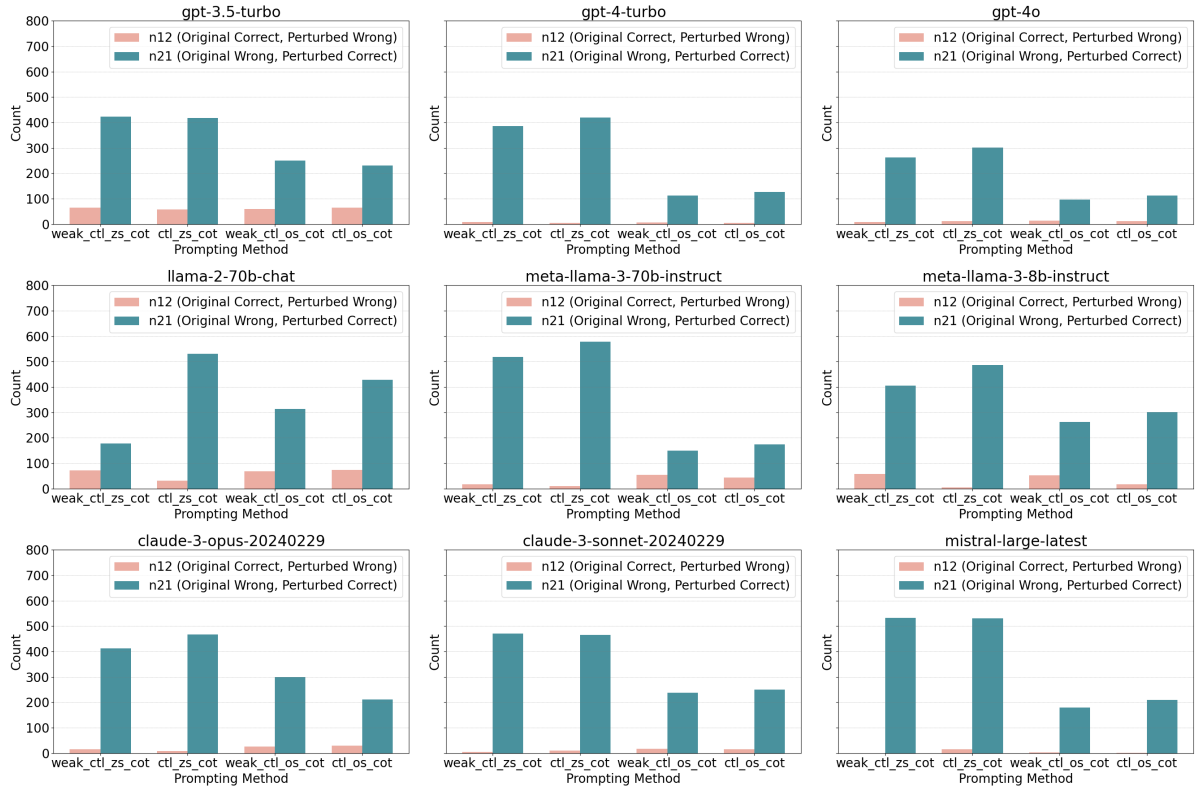 gpt-3.5-turbo
gpt-4-turbo
gpt-4o
800
700
600
500
400
300
200
100
0
Count
n12 (Original Correct, Perturbed Wrong)
n21 (Original Wrong, Perturbed Correct)
weak_ctl_zs_cot ctl_zs_cot weak_ctl_os_cot ctl_os_cot
Prompting Method
Count
n12 (Original Correct, Perturbed Wrong)
n21 (Original Wrong, Perturbed Correct)
weak_ctl_zs_cot ctl_zs_cot weak_ctl_os_cot ctl_os_cot
Prompting Method
Count
n12 (Original Correct, Perturbed Wrong)
n21 (Original Wrong, Perturbed Correct)
weak_ctl_zs_cot ctl_zs_cot weak_ctl_os_cot ctl_os_cot
Prompting Method
llama-2-70b-chat
meta-llama-3-70b-instruct
meta-llama-3-8b-instruct
800
700
600
500
400
300
200
100
0
Count
n12 (Original Correct, Perturbed Wrong)
n21 (Original Wrong, Perturbed Correct)
weak_ctl_zs_cot ctl_zs_cot weak_ctl_os_cot ctl_os_cot
Prompting Method
Count
n12 (Original Correct, Perturbed Wrong)
n21 (Original Wrong, Perturbed Correct)
weak_ctl_zs_cot ctl_zs_cot weak_ctl_os_cot ctl_os_cot
Prompting Method
Count
n12 (Original Correct, Perturbed Wrong)
n21 (Original Wrong, Perturbed Correct)
weak_ctl_zs_cot ctl_zs_cot weak_ctl_os_cot ctl_os_cot
Prompting Method
claude-3-opus-20240229
claude-3-sonnet-20240229
mistral-large-latest
800
700
600
500
400
300
200
100
0
Count
n12 (Original Correct, Perturbed Wrong)
n21 (Original Wrong, Perturbed Correct)
weak_ctl_zs_cot ctl_zs_cot weak_ctl_os_cot ctl_os_cot
Prompting Method
Count
n12 (Original Correct, Perturbed Wrong)
n21 (Original Wrong, Perturbed Correct)
weak_ctl_zs_cot ctl_zs_cot weak_ctl_os_cot ctl_os_cot
Prompting Method
Count
n12 (Original Correct, Perturbed Wrong)
n21 (Original Wrong, Perturbed Correct)
weak_ctl_zs_cot ctl_zs_cot weak_ctl_os_cot ctl_os_cot
Prompting Method